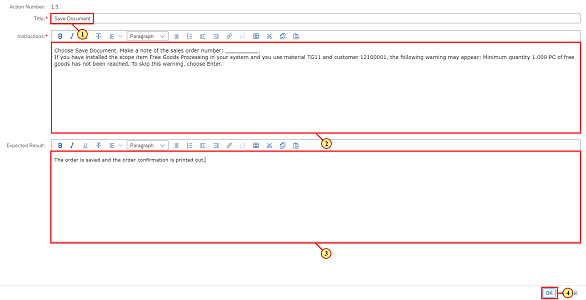 Action Number: 1.5.
Title:* Save Document
1
Instructions:* B I U Paragraph
Choose Save Document. Make a note of the sales order number: ___________.
If you have installed the scope item Free Goods Processing in your system and you use material TG11 and customer 12100001, the following warning may appear: Minimum quantity 1.000 PC of free
goods has not been reached. To skip this warning, choose Enter.
2
Expected Result: B I U Paragraph
The order is saved and the order confirmation is printed out.
3
OK 4